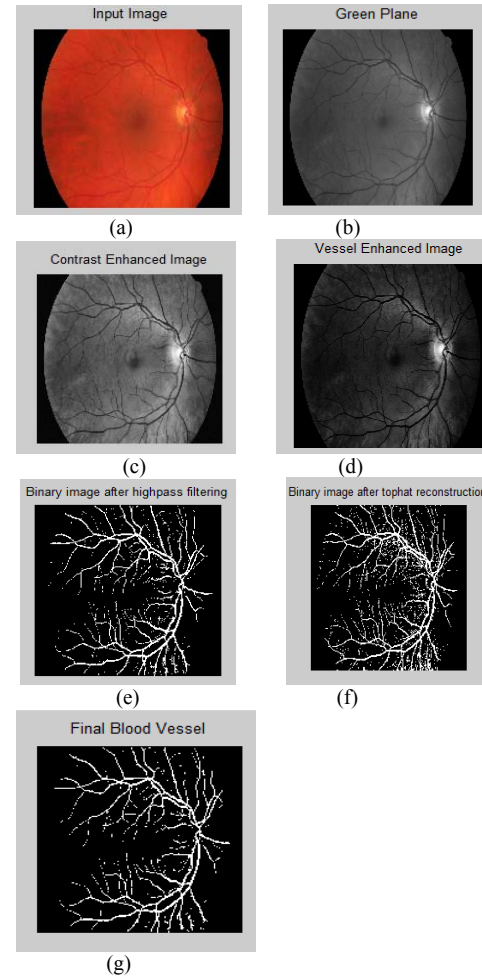 Input Image
Green Plane
(a)
(b)
Contrast Enhanced Image
Vessel Enhanced Image
(c)
(d)
Binary image after highpass filtering
Binary image after tophat reconstruction
(e)
(f)
Final Blood Vessel
(g)